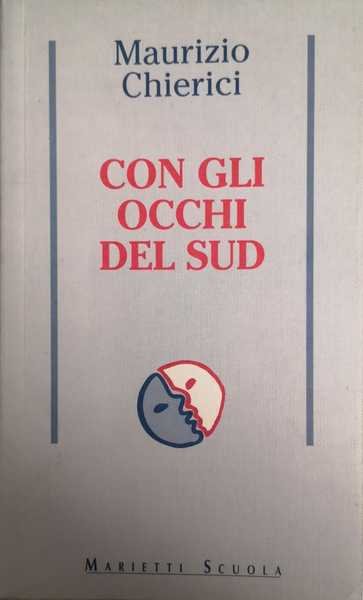 Maurizio
Chierici
CON GLI
OCCHI
DEL SUD
MARIETTI SCUOLA